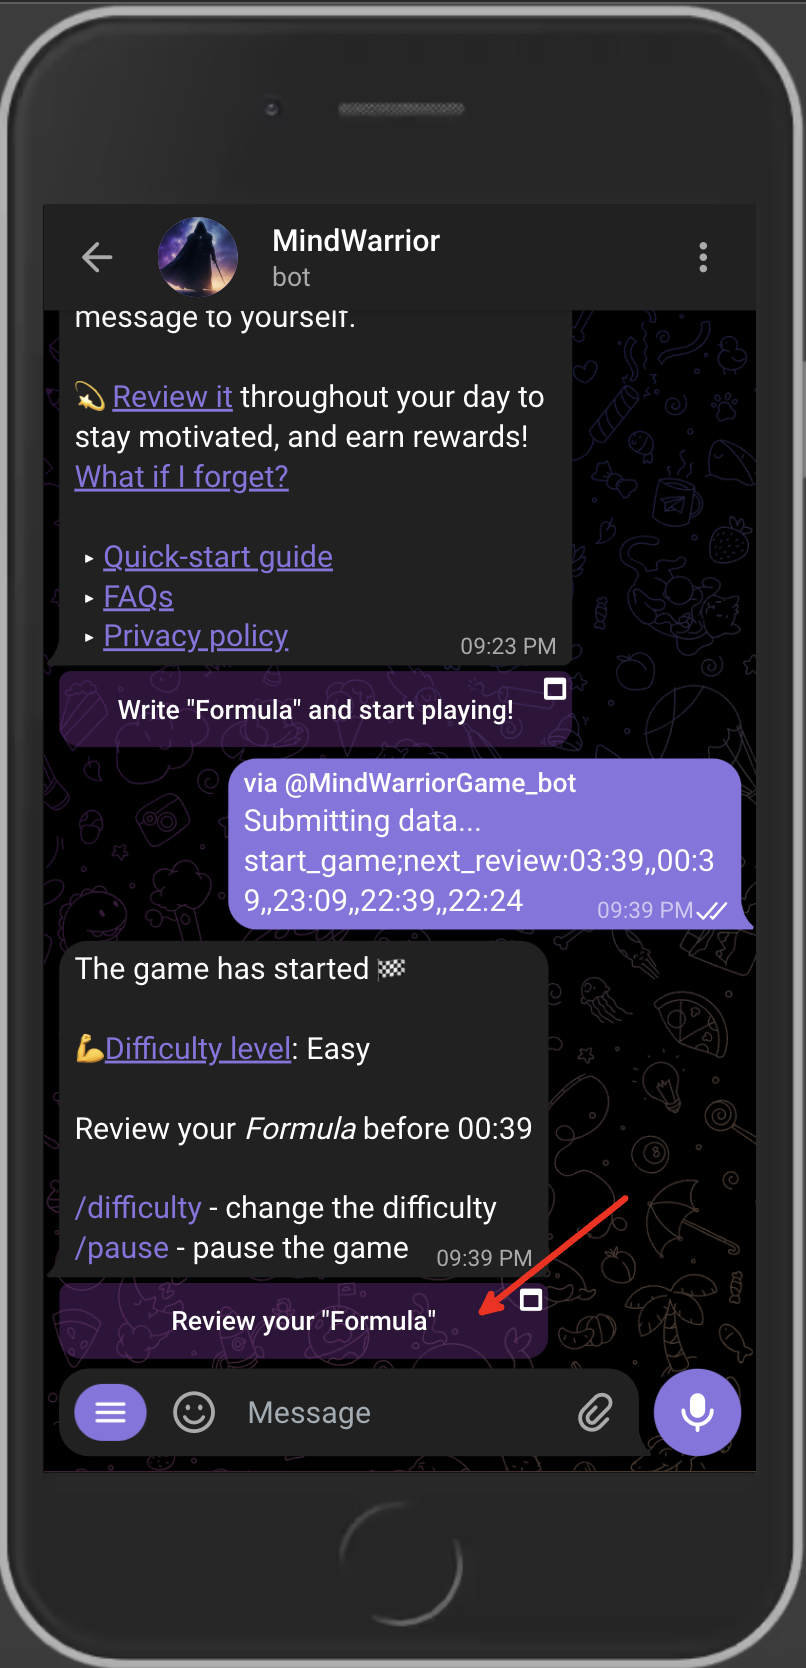 MindWarrior
bot
message to yourself.
💫 Review it throughout your day to
stay motivated, and earn rewards!
What if I forget?
‣ Quick-start guide
‣ FAQs
‣ Privacy policy
09:23 PM
Write "Formula" and start playing!
via @MindWarriorGame_bot
Submitting data...
start_game;next_review:03:39,,00:3
9,,23:09,,22:39,,22:24
09:39 PM
The game has started 🏁
💪Difficulty level: Easy
Review your Formula before 00:39
/difficulty - change the difficulty
/pause - pause the game
09:39 PM
Review your "Formula"
Message